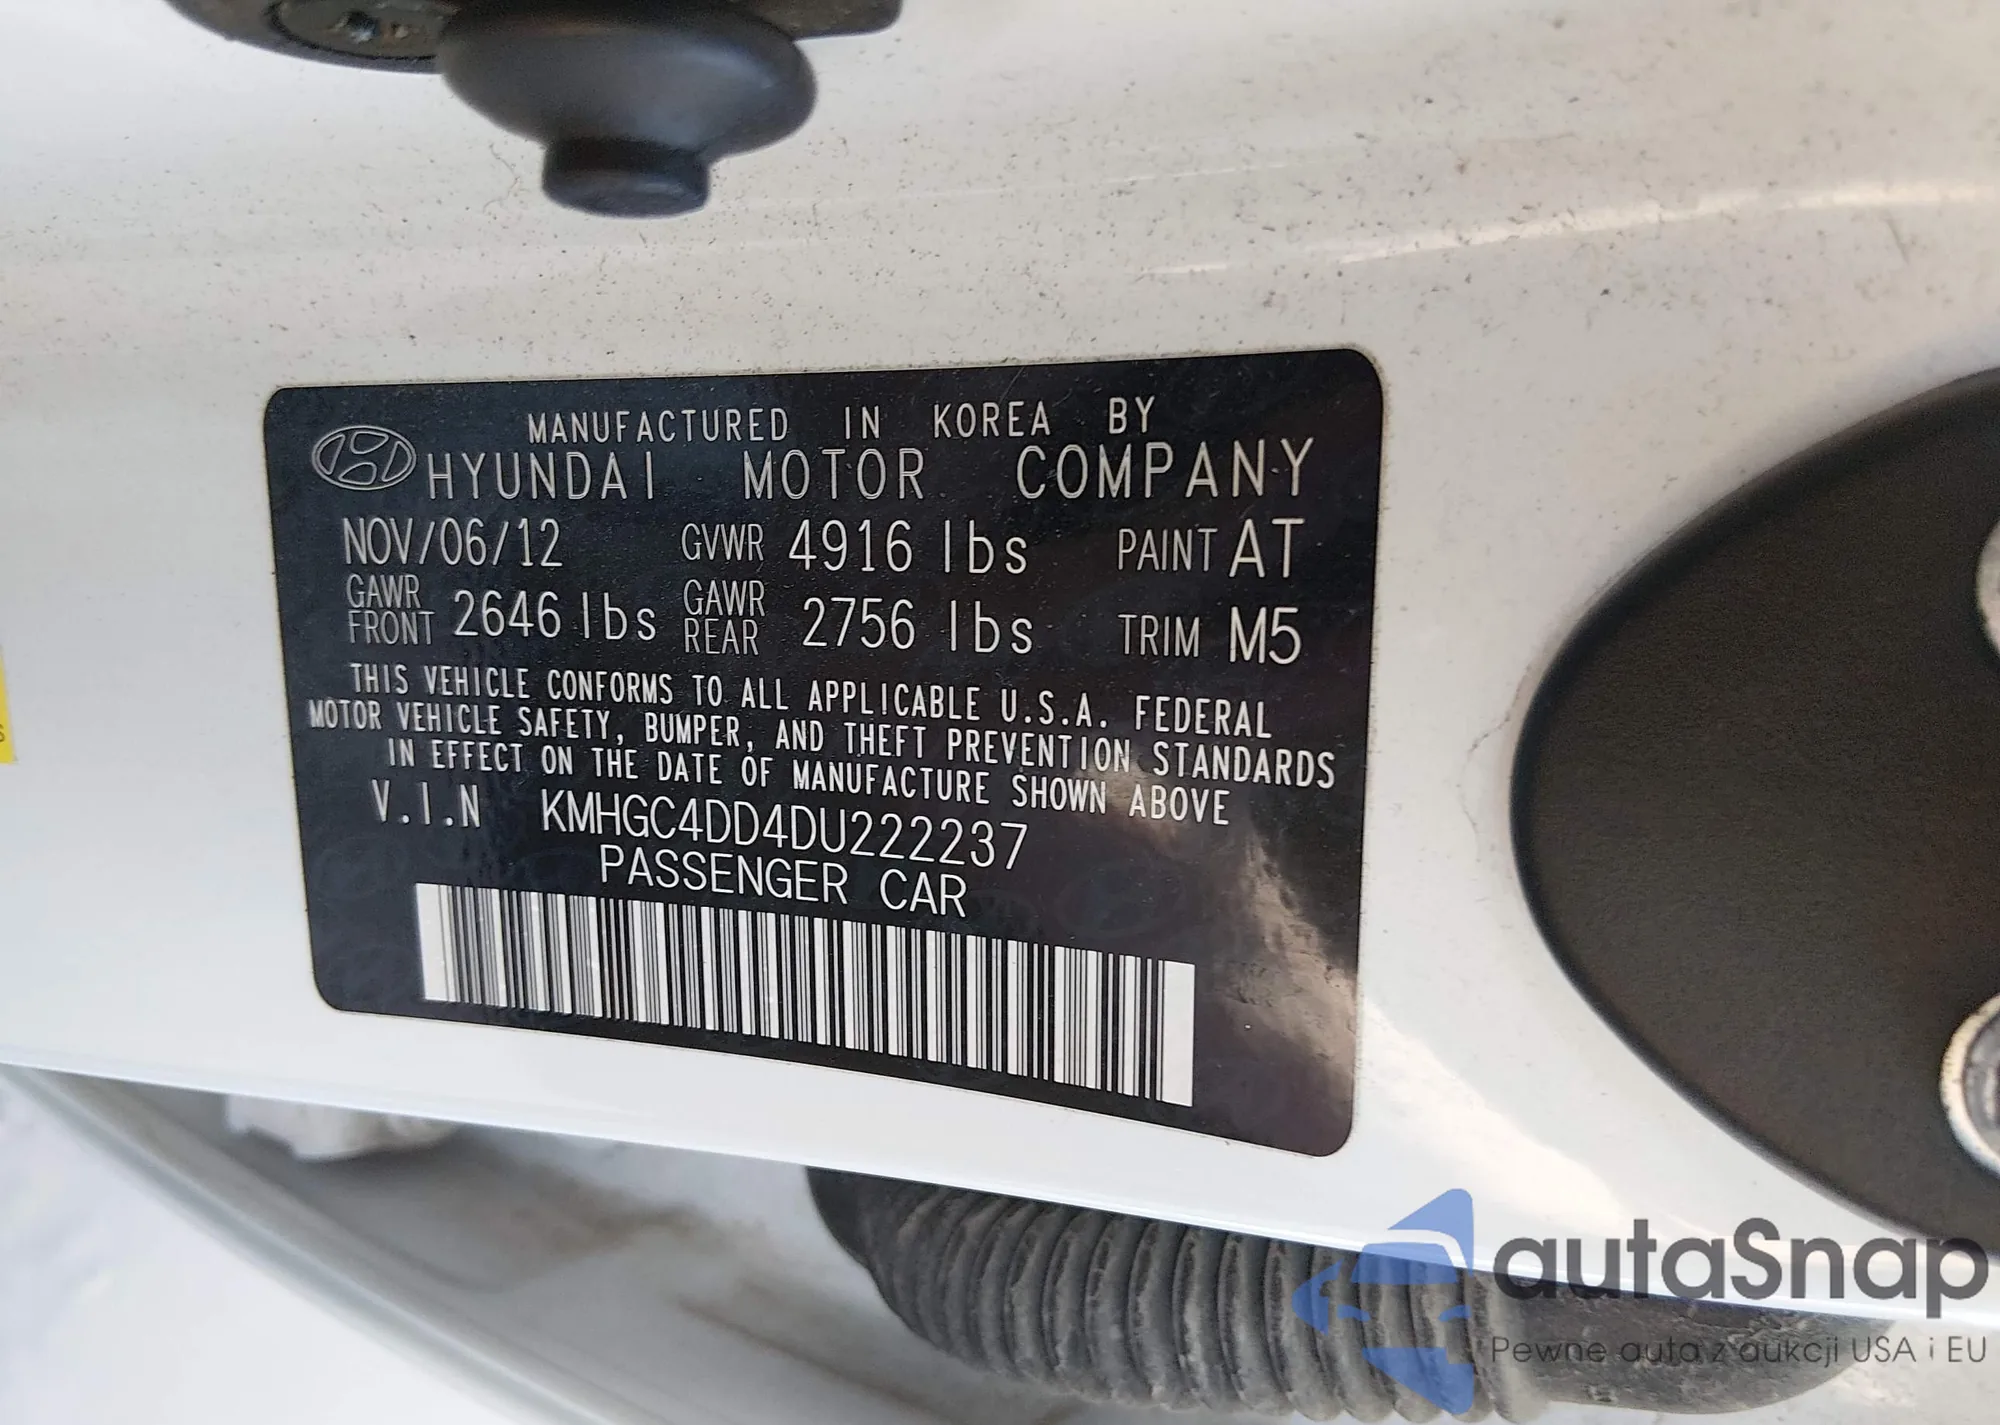 MANUFACTURED IN KOREA BY
HYUNDAI MOTOR COMPANY
NOV/06/12 GVWR 4916 lbs PAINT AT
GAWR FRONT 2646 lbs GAWR REAR 2756 lbs TRIM M5
THIS VEHICLE CONFORMS TO ALL APPLICABLE U.S.A. FEDERAL
MOTOR VEHICLE SAFETY, BUMPER, AND THEFT PREVENTION STANDARDS
IN EFFECT ON THE DATE OF MANUFACTURE SHOWN ABOVE
V.I.N KMHGC4DD4DU222237
PASSENGER CAR
autaSnap
Pewne auta z aukcji USA i EU